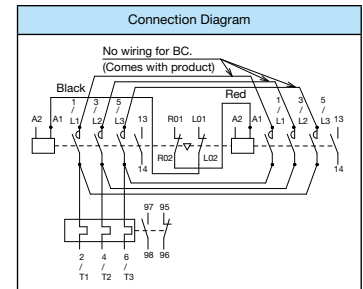 Connection Diagram
No wiring for BC.
(Comes with product)
Black
Red
1/L1 3/L2 5/L3
1/L1 3/L2 5/L3
A2 A1 13 R01 L01 A2 A1 13
14 R02 L02 14
97 95
98 96
2/T1 4/T2 6/T3